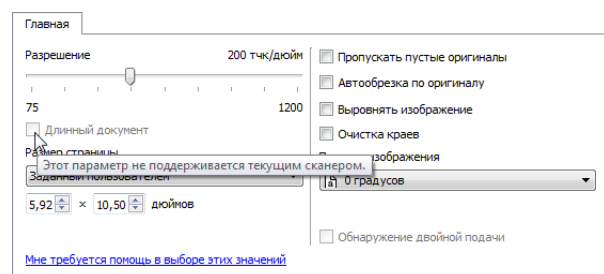 Главная
Разрешение
200 тчк/дюйм
75
1200
Длинный документ
Размер страницы
Этот параметр не поддерживается текущим сканером.
Заданный пользователем
5,92 × 10,50 дюймов
Мне требуется помощь в выборе этих значений
Пропускать пустые оригиналы
Автообрезка по оригиналу
Выровнять изображение
Очистка краев
изображения
0 градусов
Обнаружение двойной подачи